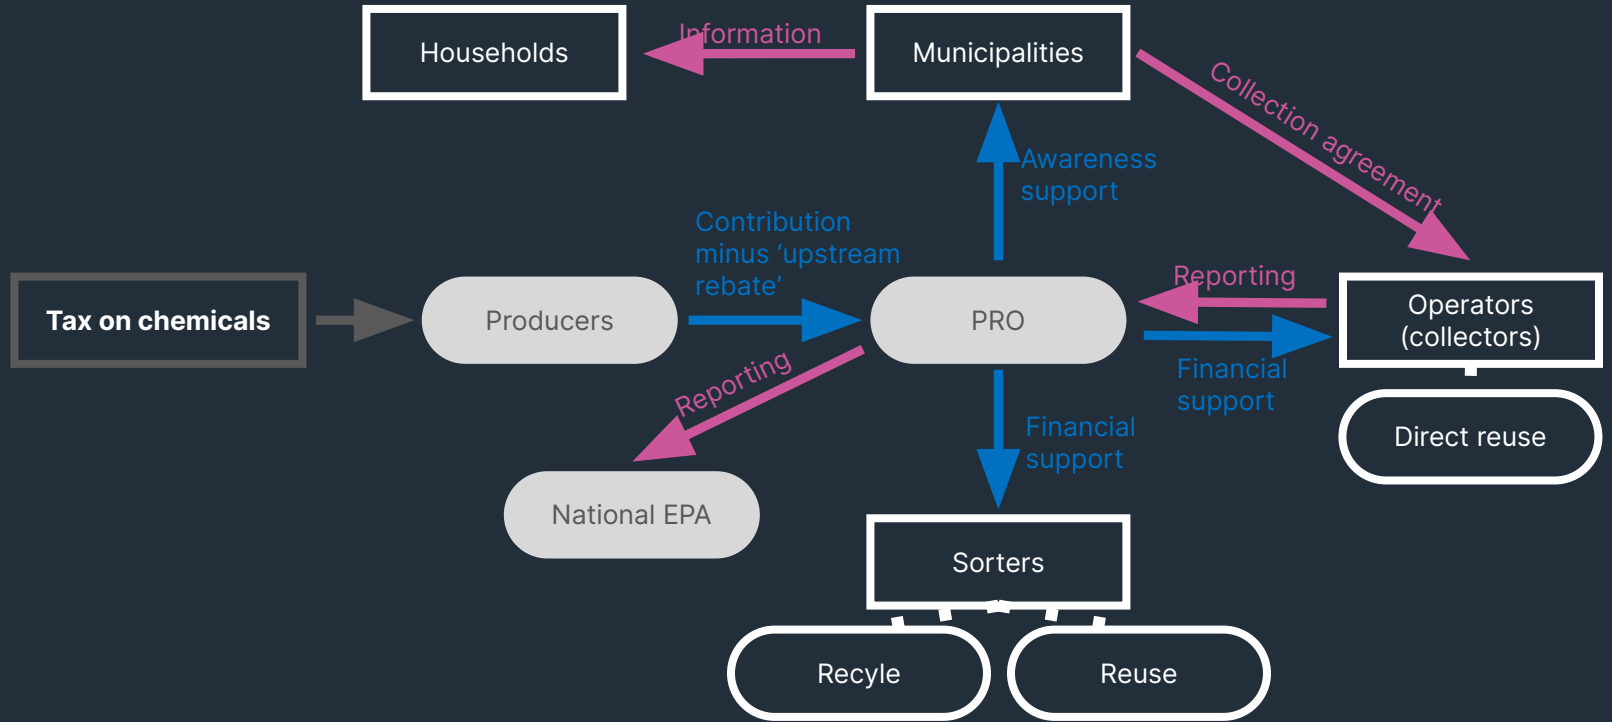 Households
Information
Municipalities
Collection agreement
Awareness
support
Contribution
minus ‘upstream
rebate’
Tax on chemicals
Producers
PRO
Reporting
Operators
(collectors)
Financial
support
Reporting
Financial
support
Direct reuse
National EPA
Sorters
Recyle
Reuse